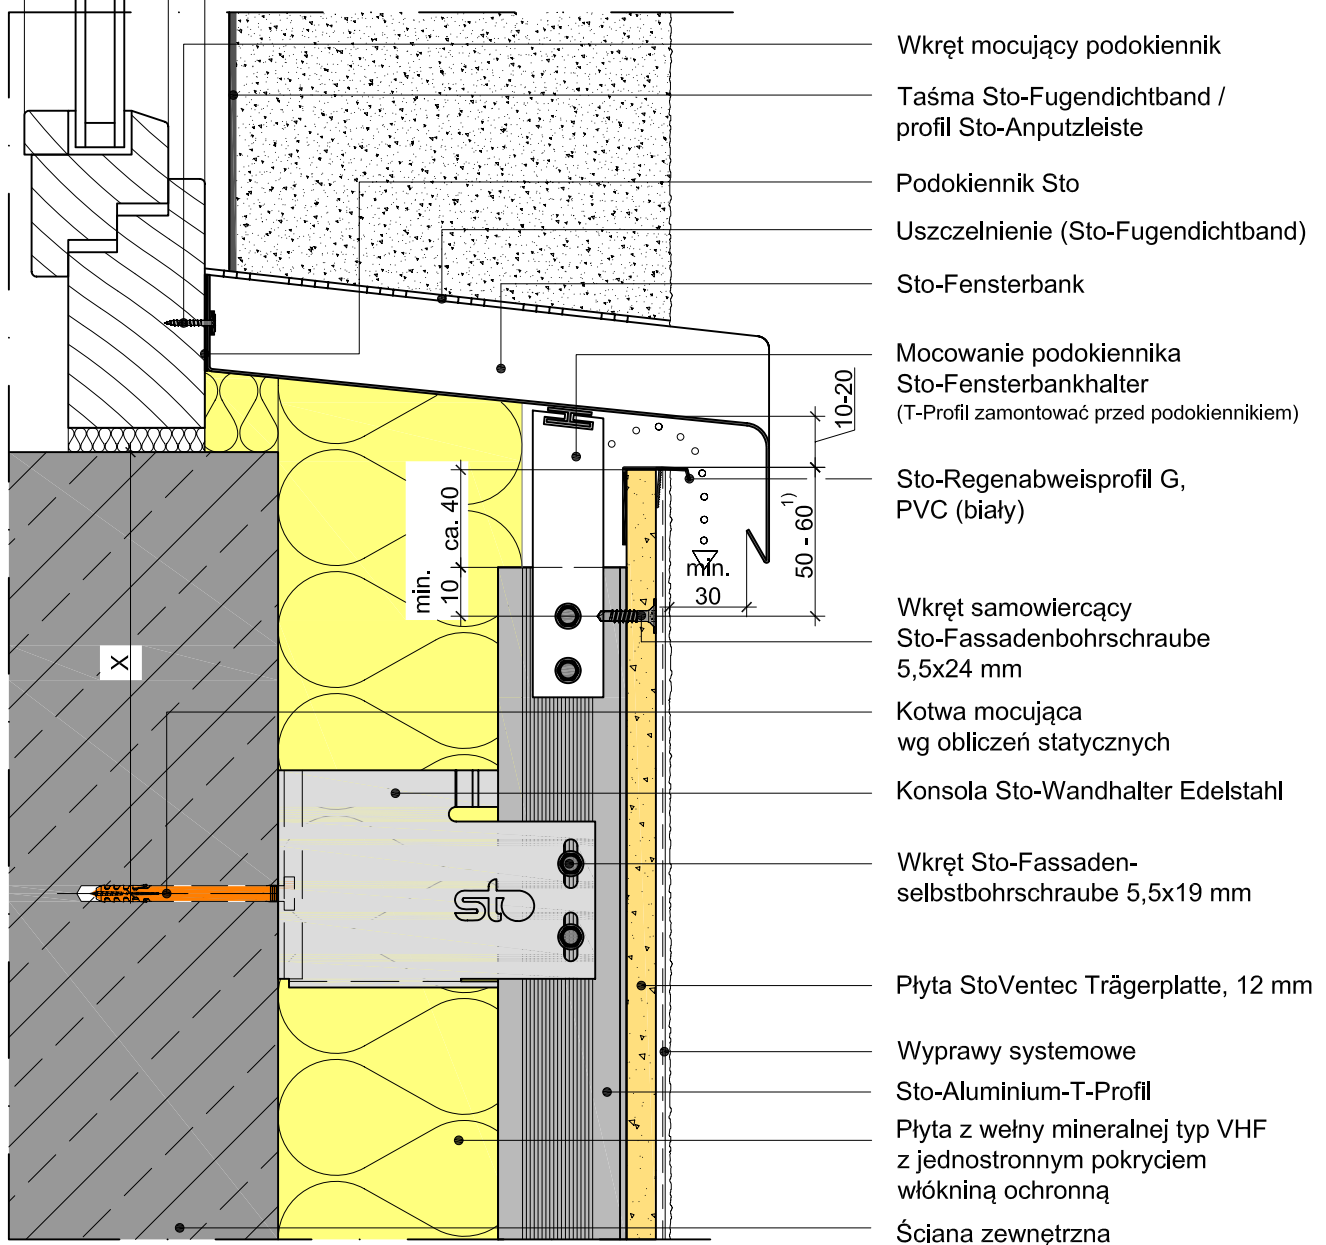 Wkręt mocujący podokiennik
Taśma Sto-Fugendichtband /
profil Sto-Anputzleiste
Podokiennik Sto
Uszczelnienie (Sto-Fugendichtband)
Sto-Fensterbank
Mocowanie podokiennika
Sto-Fensterbankhalter
(T-Profil zamontować przed podokiennikiem)
10-20
Sto-Regenabweisprofil G,
PVC (biały)
ca. 40
min.
10
50 - 60 1)
min.
30
Wkręt samowiercący
Sto-Fassadenbohrschraube
5,5x24 mm
X
Kotwa mocująca
wg obliczeń statycznych
Konsola Sto-Wandhalter Edelstahl
Wkręt Sto-Fassaden-
selbstbohrschraube 5,5x19 mm
sto
Płyta StoVentec Trägerplatte, 12 mm
Wyprawy systemowe
Sto-Aluminium-T-Profil
Płyta z wełny mineralnej typ VHF
z jednostronnym pokryciem
włókniną ochronną
Ściana zewnętrzna